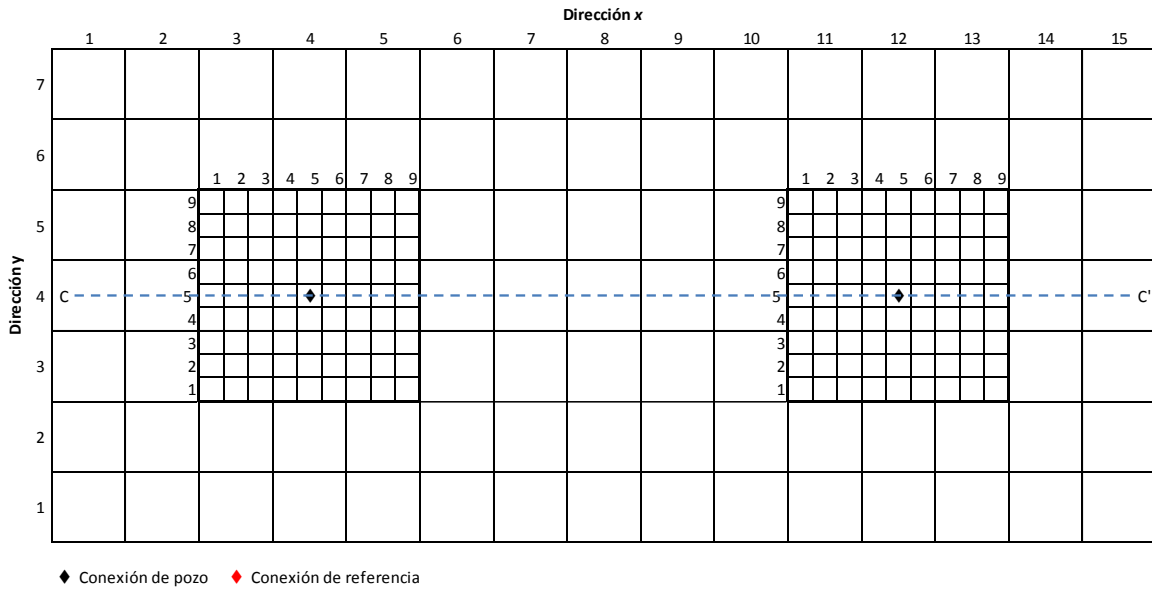 Dirección x
1 2 3 4 5 6 7 8 9 10 11 12 13 14 15
7
6
1 2 3 4 5 6 7 8 9 1 2 3 4 5 6 7 8 9
9 9
5 8 8
7 7
6 6
Dirección y
4 C 5 5 C'
4 4
3 3
3 2 2
1 1
2
1
Conexión de pozo Conexión de referencia